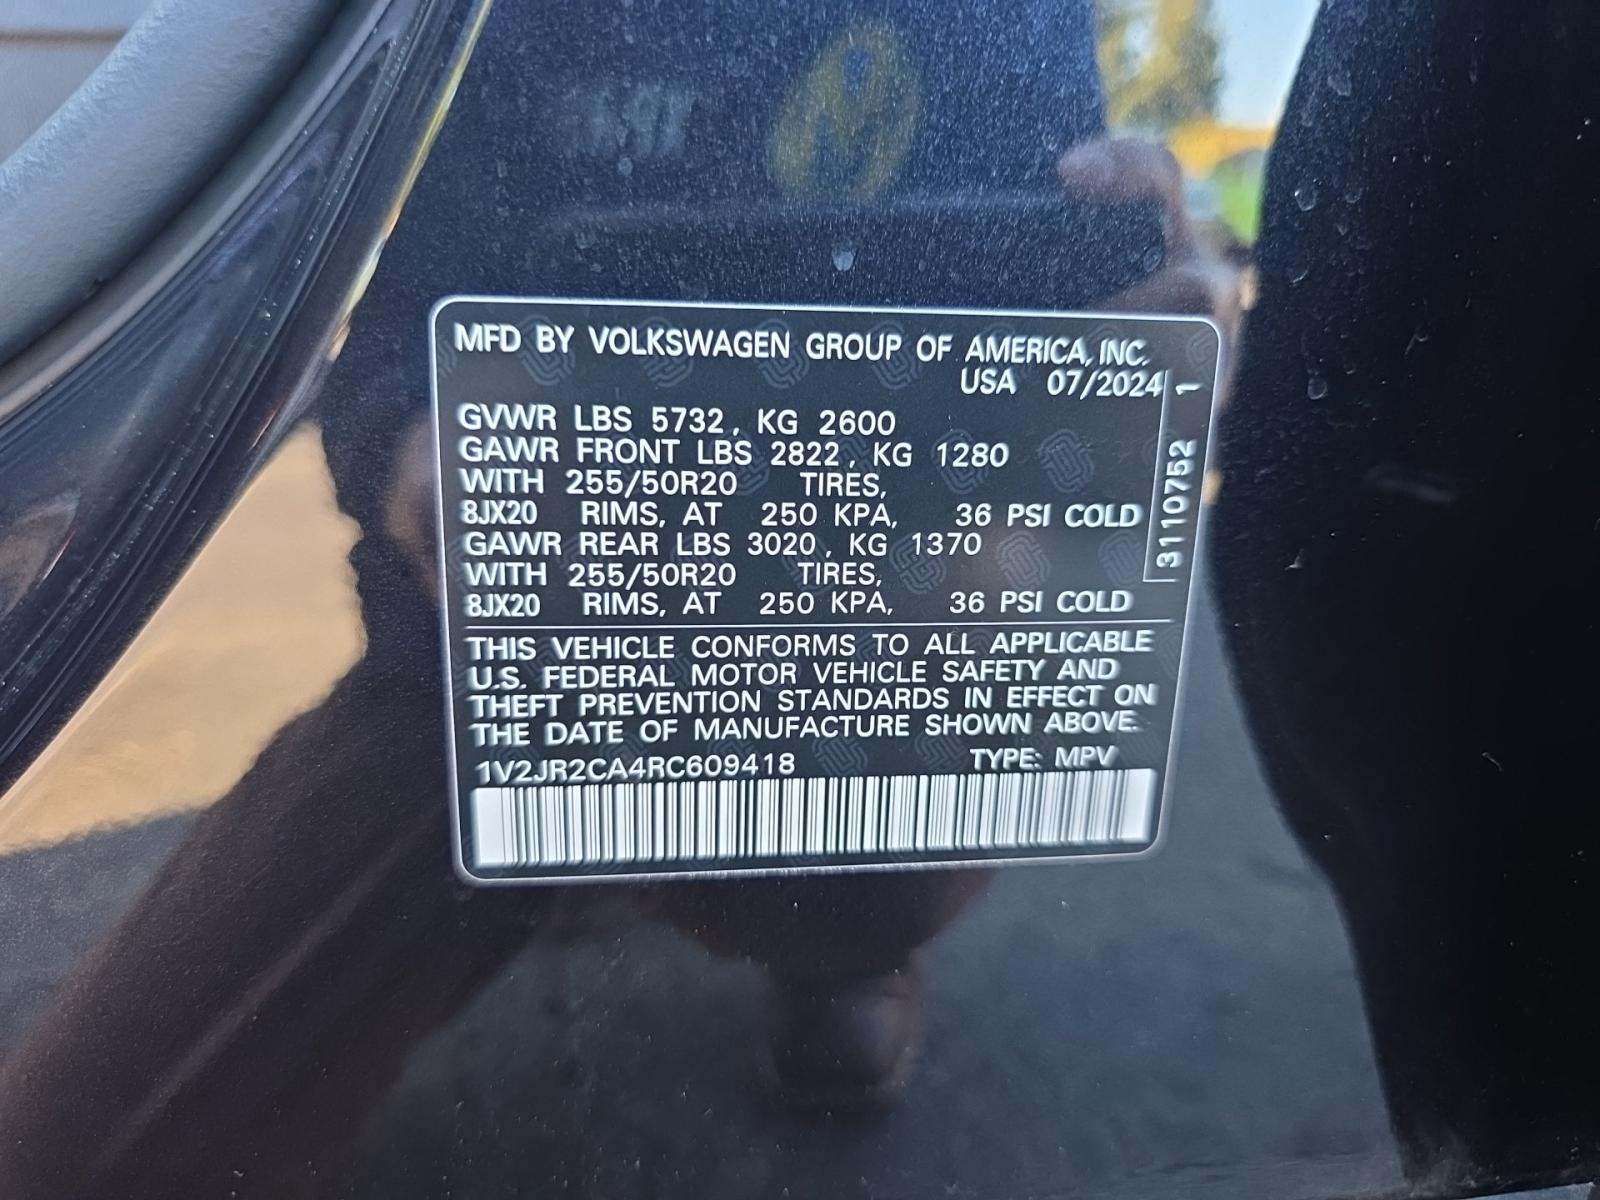 MFD BY VOLKSWAGEN GROUP OF AMERICA, INC.
USA 07/2024
GVWR LBS 5732, KG 2600
GAWR FRONT LBS 2822, KG 1280
WITH 255/50R20 TIRES,
8JX20 RIMS, AT 250 KPA, 36 PSI COLD
GAWR REAR LBS 3020, KG 1370
WITH 255/50R20 TIRES,
8JX20 RIMS, AT 250 KPA, 36 PSI COLD
3110752 1
THIS VEHICLE CONFORMS TO ALL APPLICABLE
U.S. FEDERAL MOTOR VEHICLE SAFETY AND
THEFT PREVENTION STANDARDS IN EFFECT ON
THE DATE OF MANUFACTURE SHOWN ABOVE.
1V2JR2CA4RC609418 TYPE: MPV